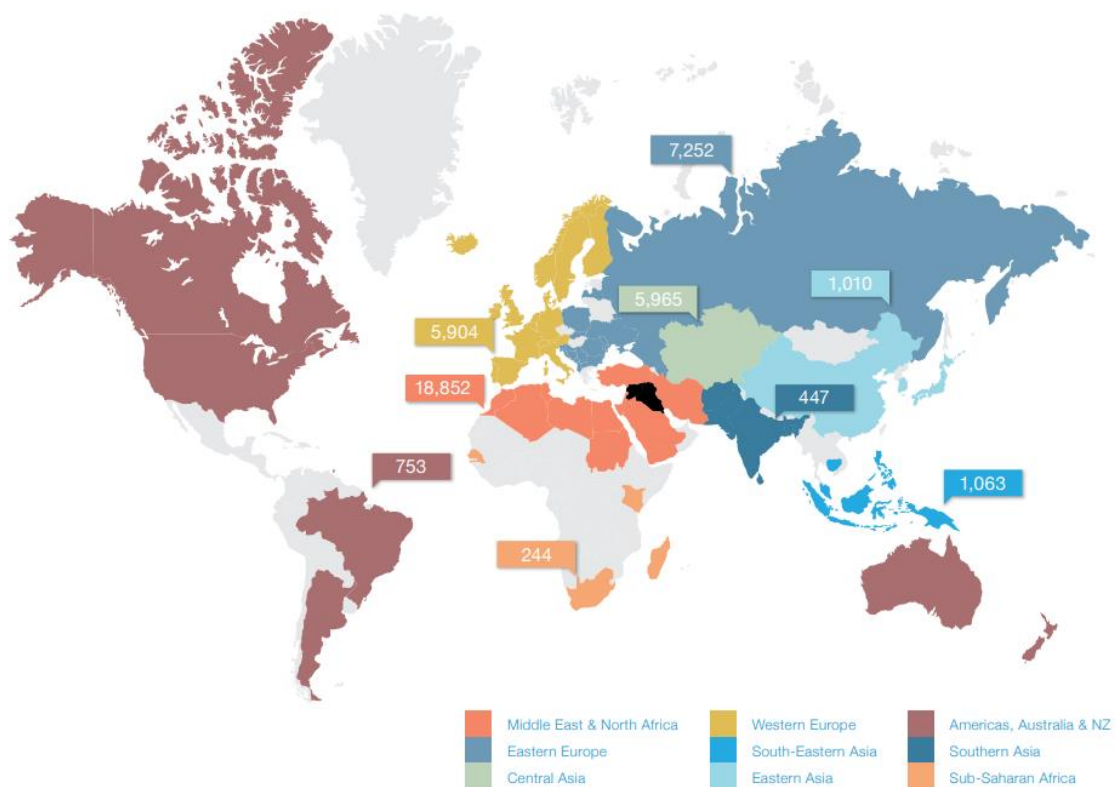 7,252
1,010
5,965
5,904
18,852
447
753
1,063
244
Middle East & North Africa
Western Europe
Americas, Australia & NZ
Eastern Europe
South-Eastern Asia
Southern Asia
Central Asia
Eastern Asia
Sub-Saharan Africa